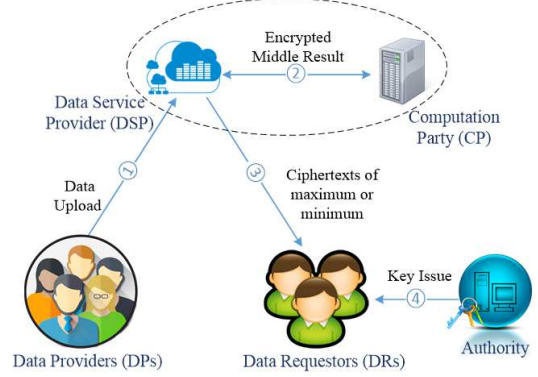 Encrypted
Middle Result
2
Data Service
Provider (DSP)
Computation
Party (CP)
1
3
Data
Upload
Ciphertexts of
maximum or
minimum
Key Issue
4
Data Providers (DPs)
Data Requestors (DRs)
Authority